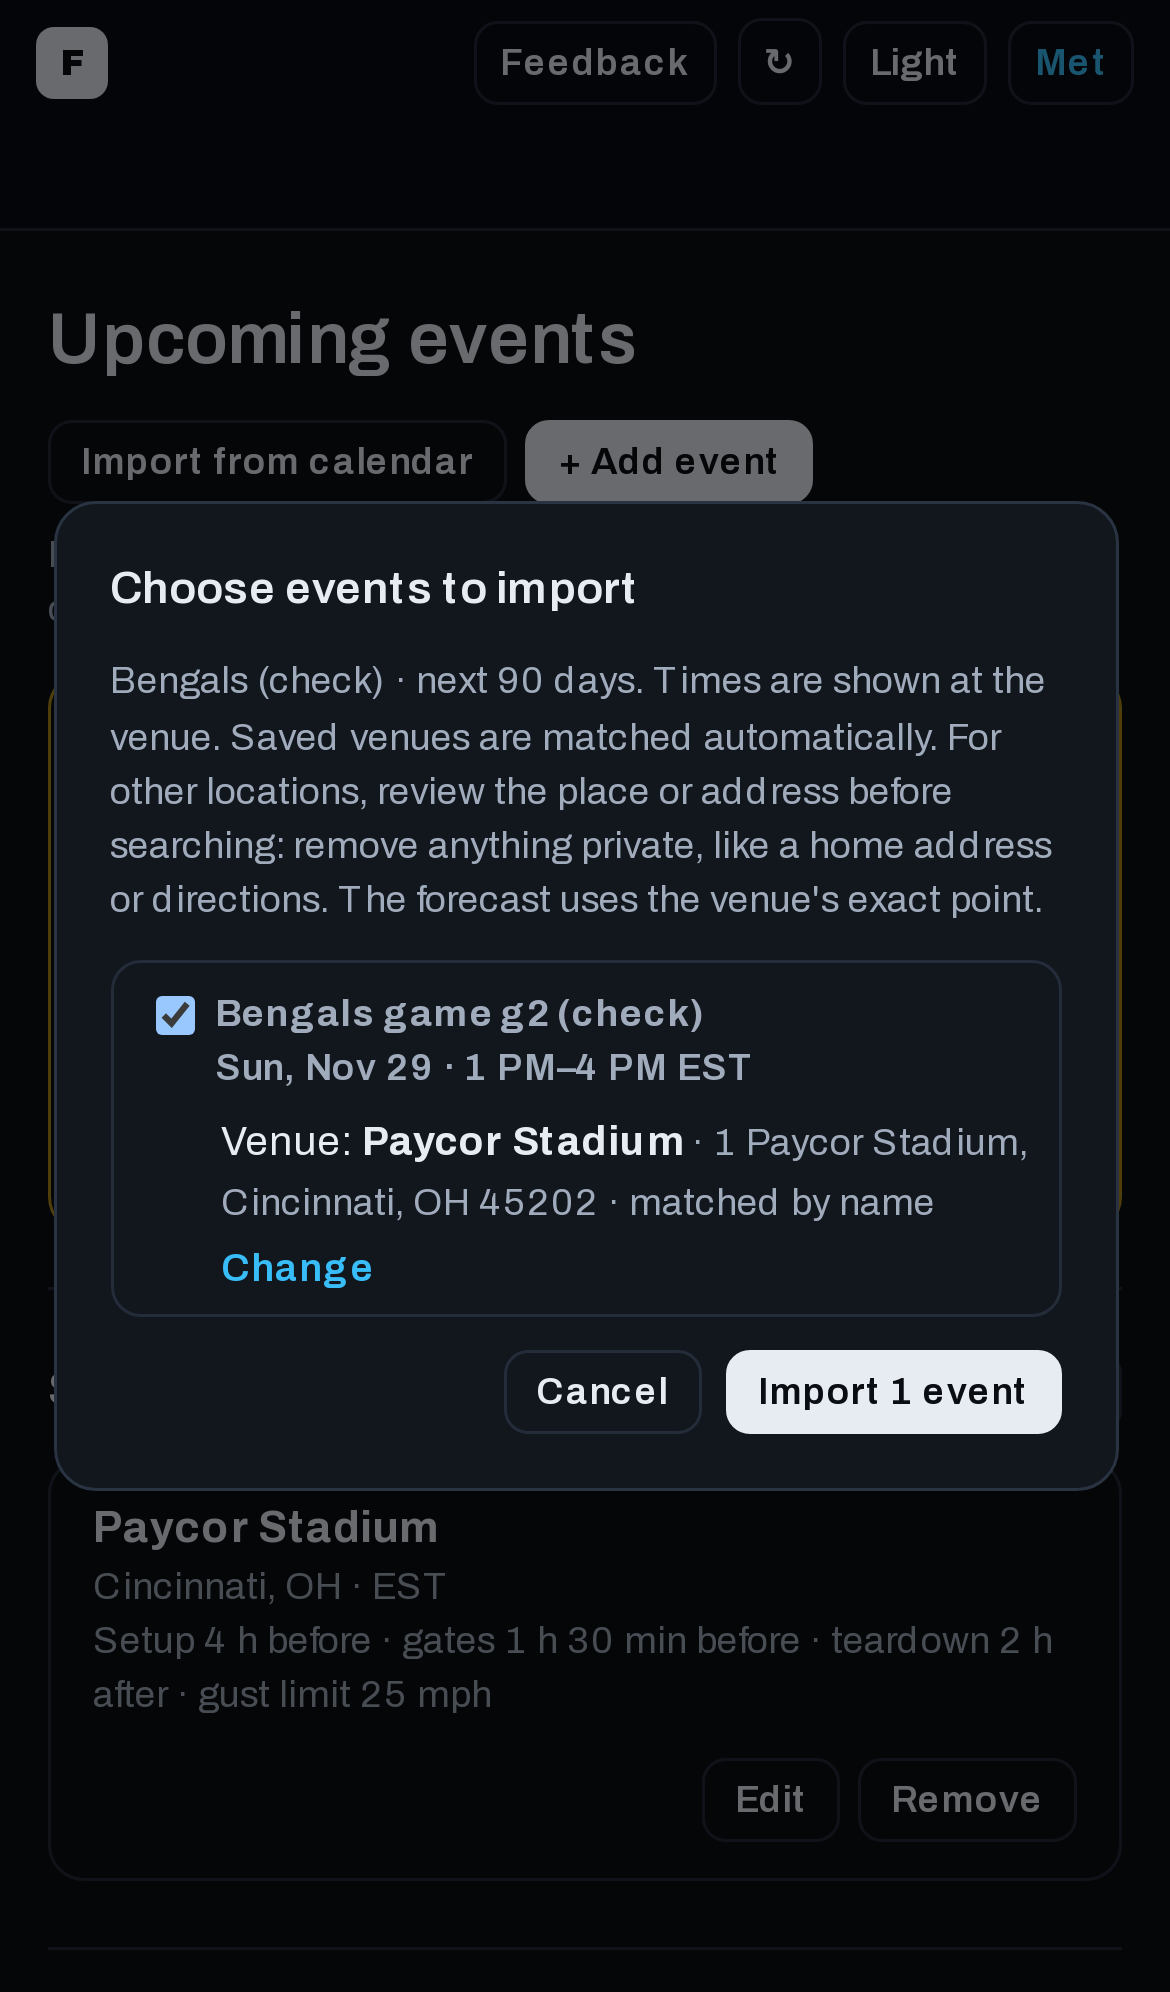 F
Feedback
↻
Light
Met
Upcoming events
Import from calendar
+ Add event
Choose events to import
Bengals (check) · next 90 days. Times are shown at the
venue. Saved venues are matched automatically. For
other locations, review the place or address before
searching: remove anything private, like a home address
or directions. The forecast uses the venue's exact point.
Bengals game g2 (check)
Sun, Nov 29 · 1 PM–4 PM EST
Venue: Paycor Stadium · 1 Paycor Stadium,
Cincinnati, OH 45202 · matched by name
Change
Cancel
Import 1 event
Paycor Stadium
Cincinnati, OH · EST
Setup 4 h before · gates 1 h 30 min before · teardown 2 h
after · gust limit 25 mph
Edit
Remove